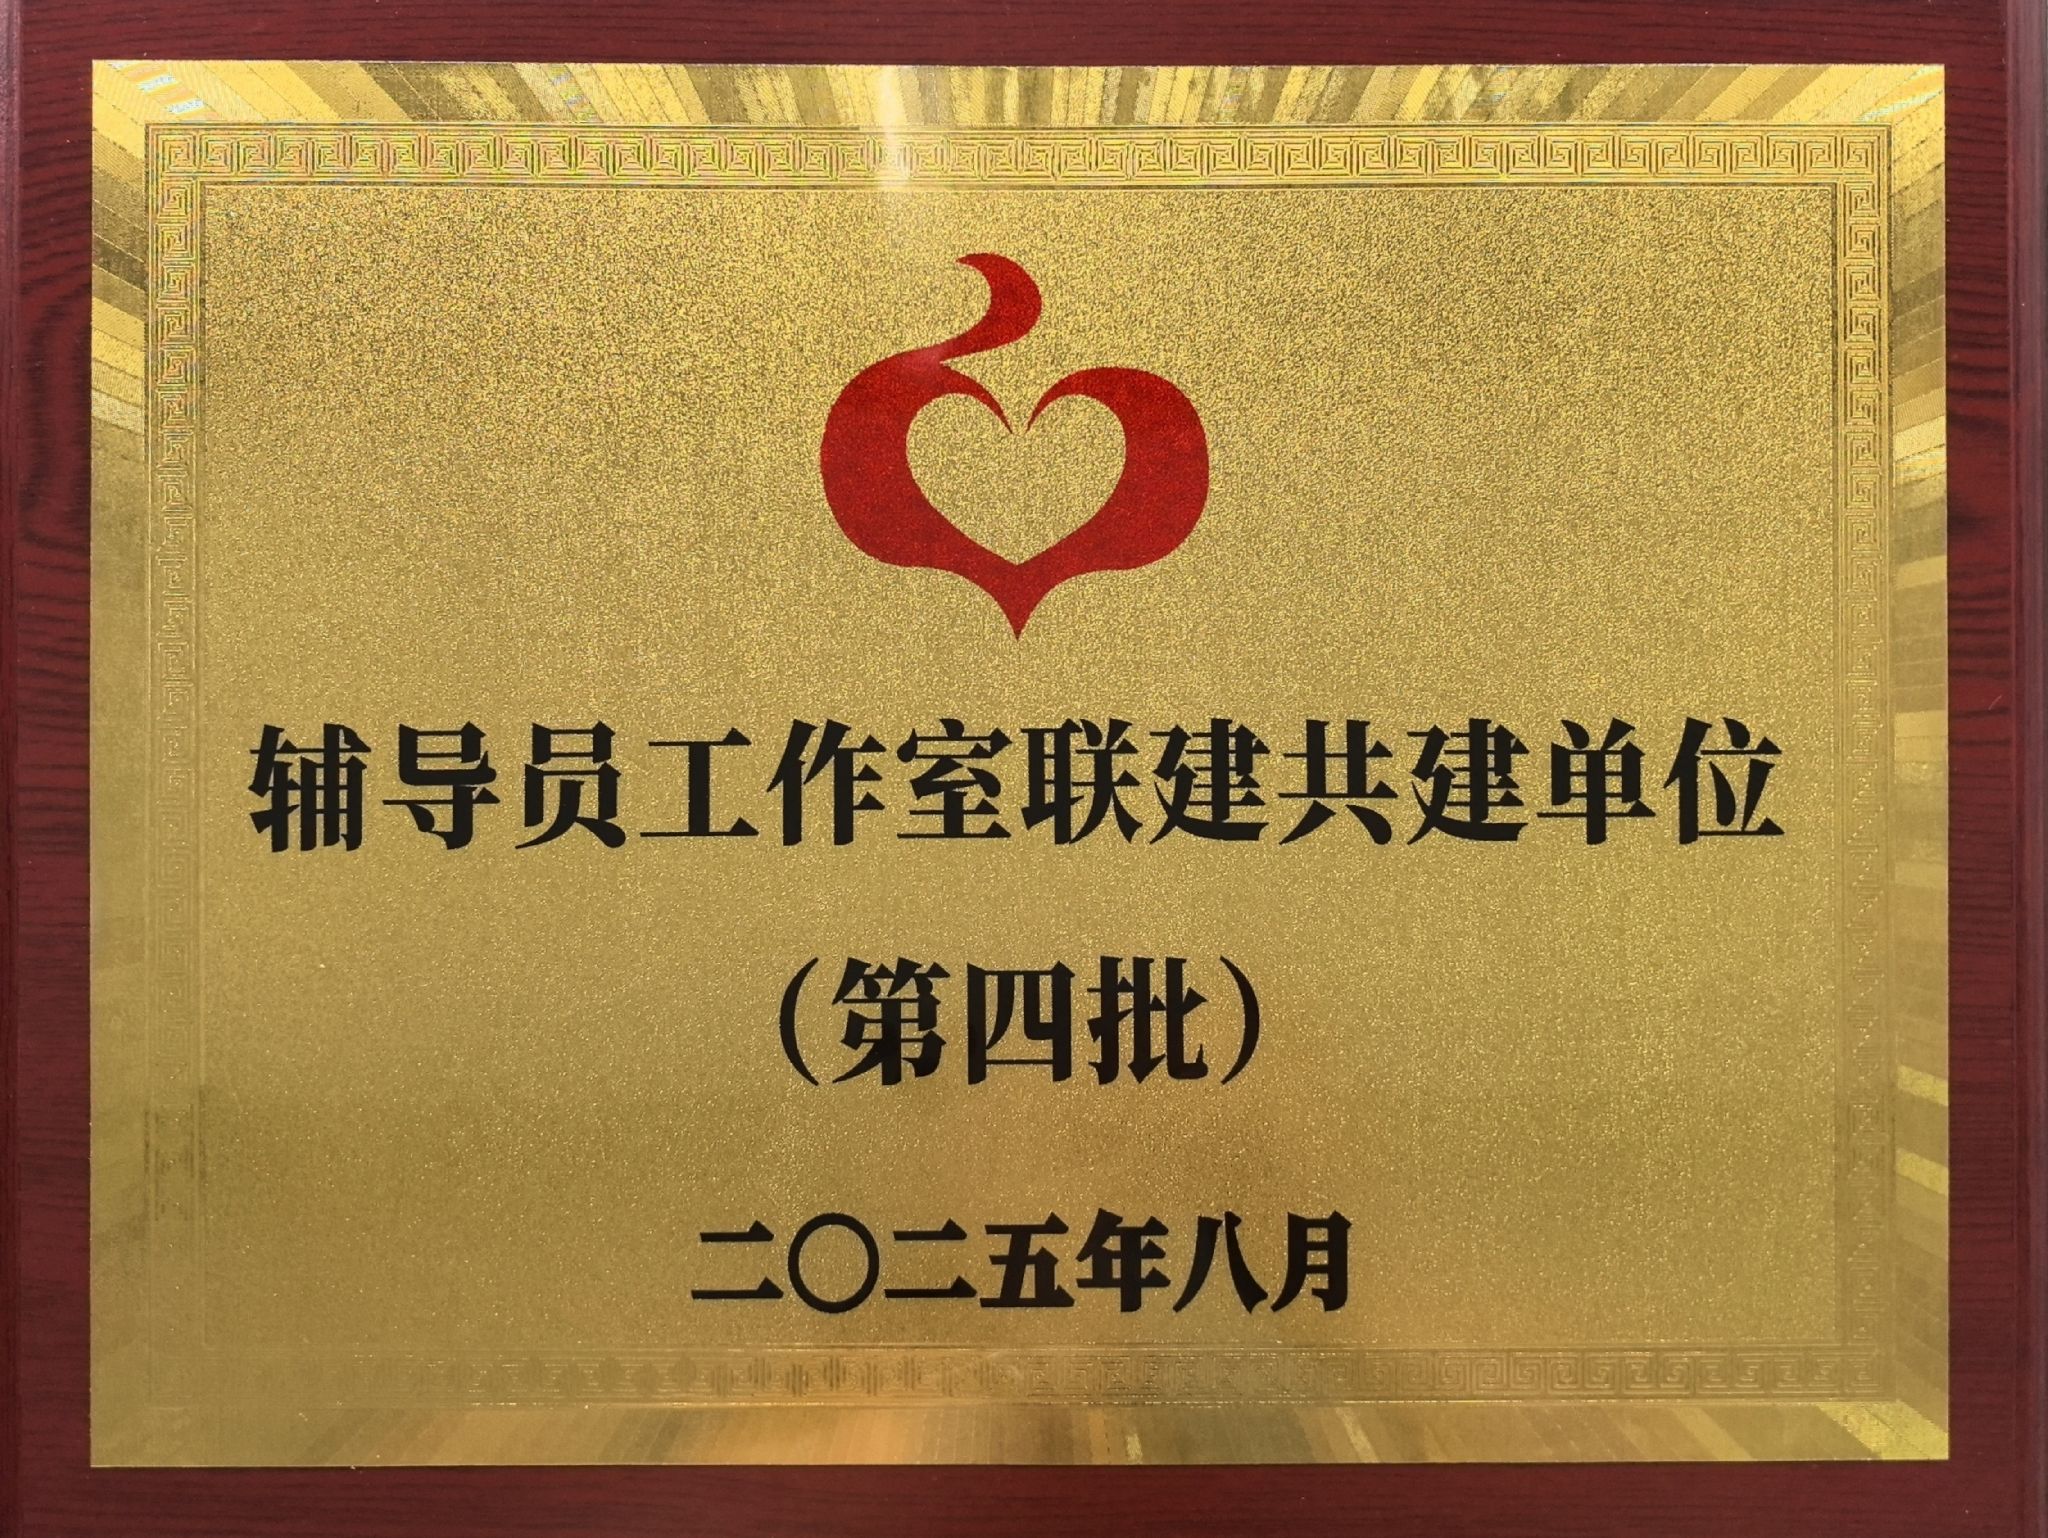 辅导员工作室联建共建单位
（第四批）
二〇二五年八月